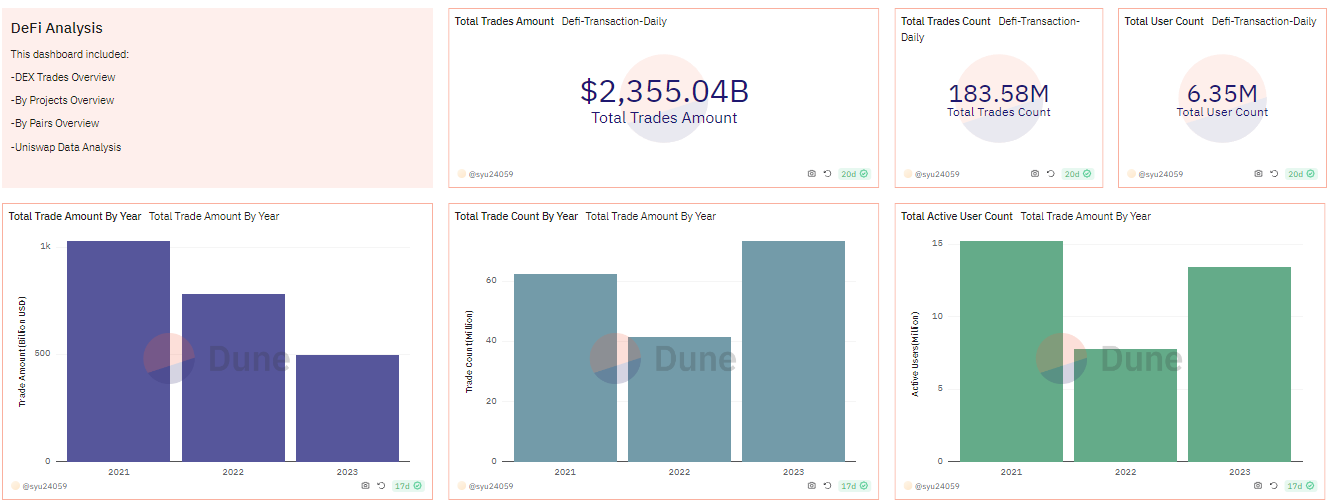 DeFi Analysis
This dashboard included:
-DEX Trades Overview
-By Projects Overview
-By Pairs Overview
-Uniswap Data Analysis
Total Trades Amount Defi-Transaction-Daily
$2,355.04B
Total Trades Amount
@syu24059
20d
Total Trades Count Defi-Transaction-
Daily
183.58M
Total Trades Count
@syu24059
20d
Total User Count Defi-Transaction-Daily
6.35M
Total User Count
@syu24059
20d
Total Trade Amount By Year Total Trade Amount By Year
Trade Amount(Billion USD)
1k
500
0
Dune
2021 2022 2023
@syu24059
17d
Total Trade Count By Year Total Trade Amount By Year
Trade Count(Million)
60
40
20
0
Dune
2021 2022 2023
@syu24059
17d
Total Active User Count Total Trade Amount By Year
Active Users(Million)
15
10
5
0
Dune
2021 2022 2023
@syu24059
17d